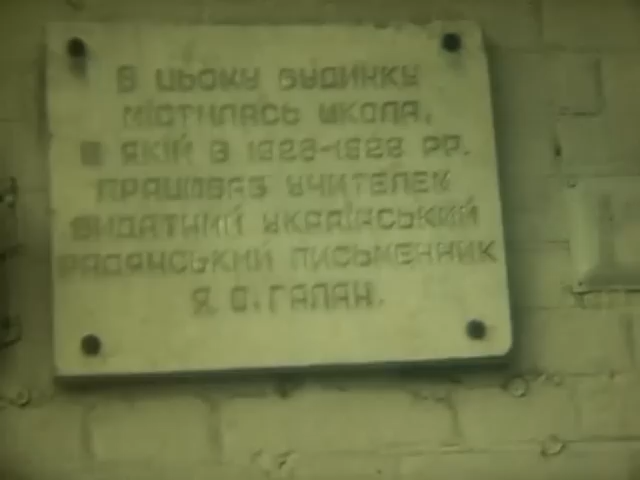 В ЦЬОМУ БУДИНКУ
МІСТИЛАСЬ ШКОЛА,
В ЯКІЙ В РР.
ПРАЦЮВАВ УЧИТЕЛЕМ
ВИДАТНИЙ УКРАЇНСЬКИЙ
РАДЯНСЬКИЙ ПИСЬМЕННИК
Я. О. ГАЛАН.